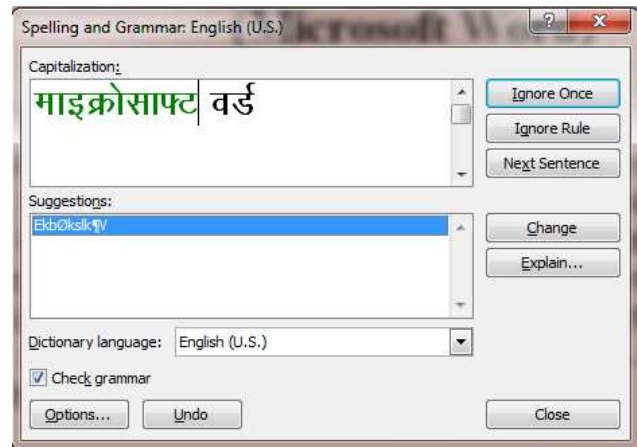 Spelling and Grammar: English (U.S.)
(Microsoft Word)
Capitalization:
माइक्रोसाफ्ट वर्ड
Ignore Once
Ignore Rule
Next Sentence
Suggestions:
EkbØkslk¶V
Change
Explain...
Dictionary language: English (U.S.)
Check grammar
Options... Undo Close